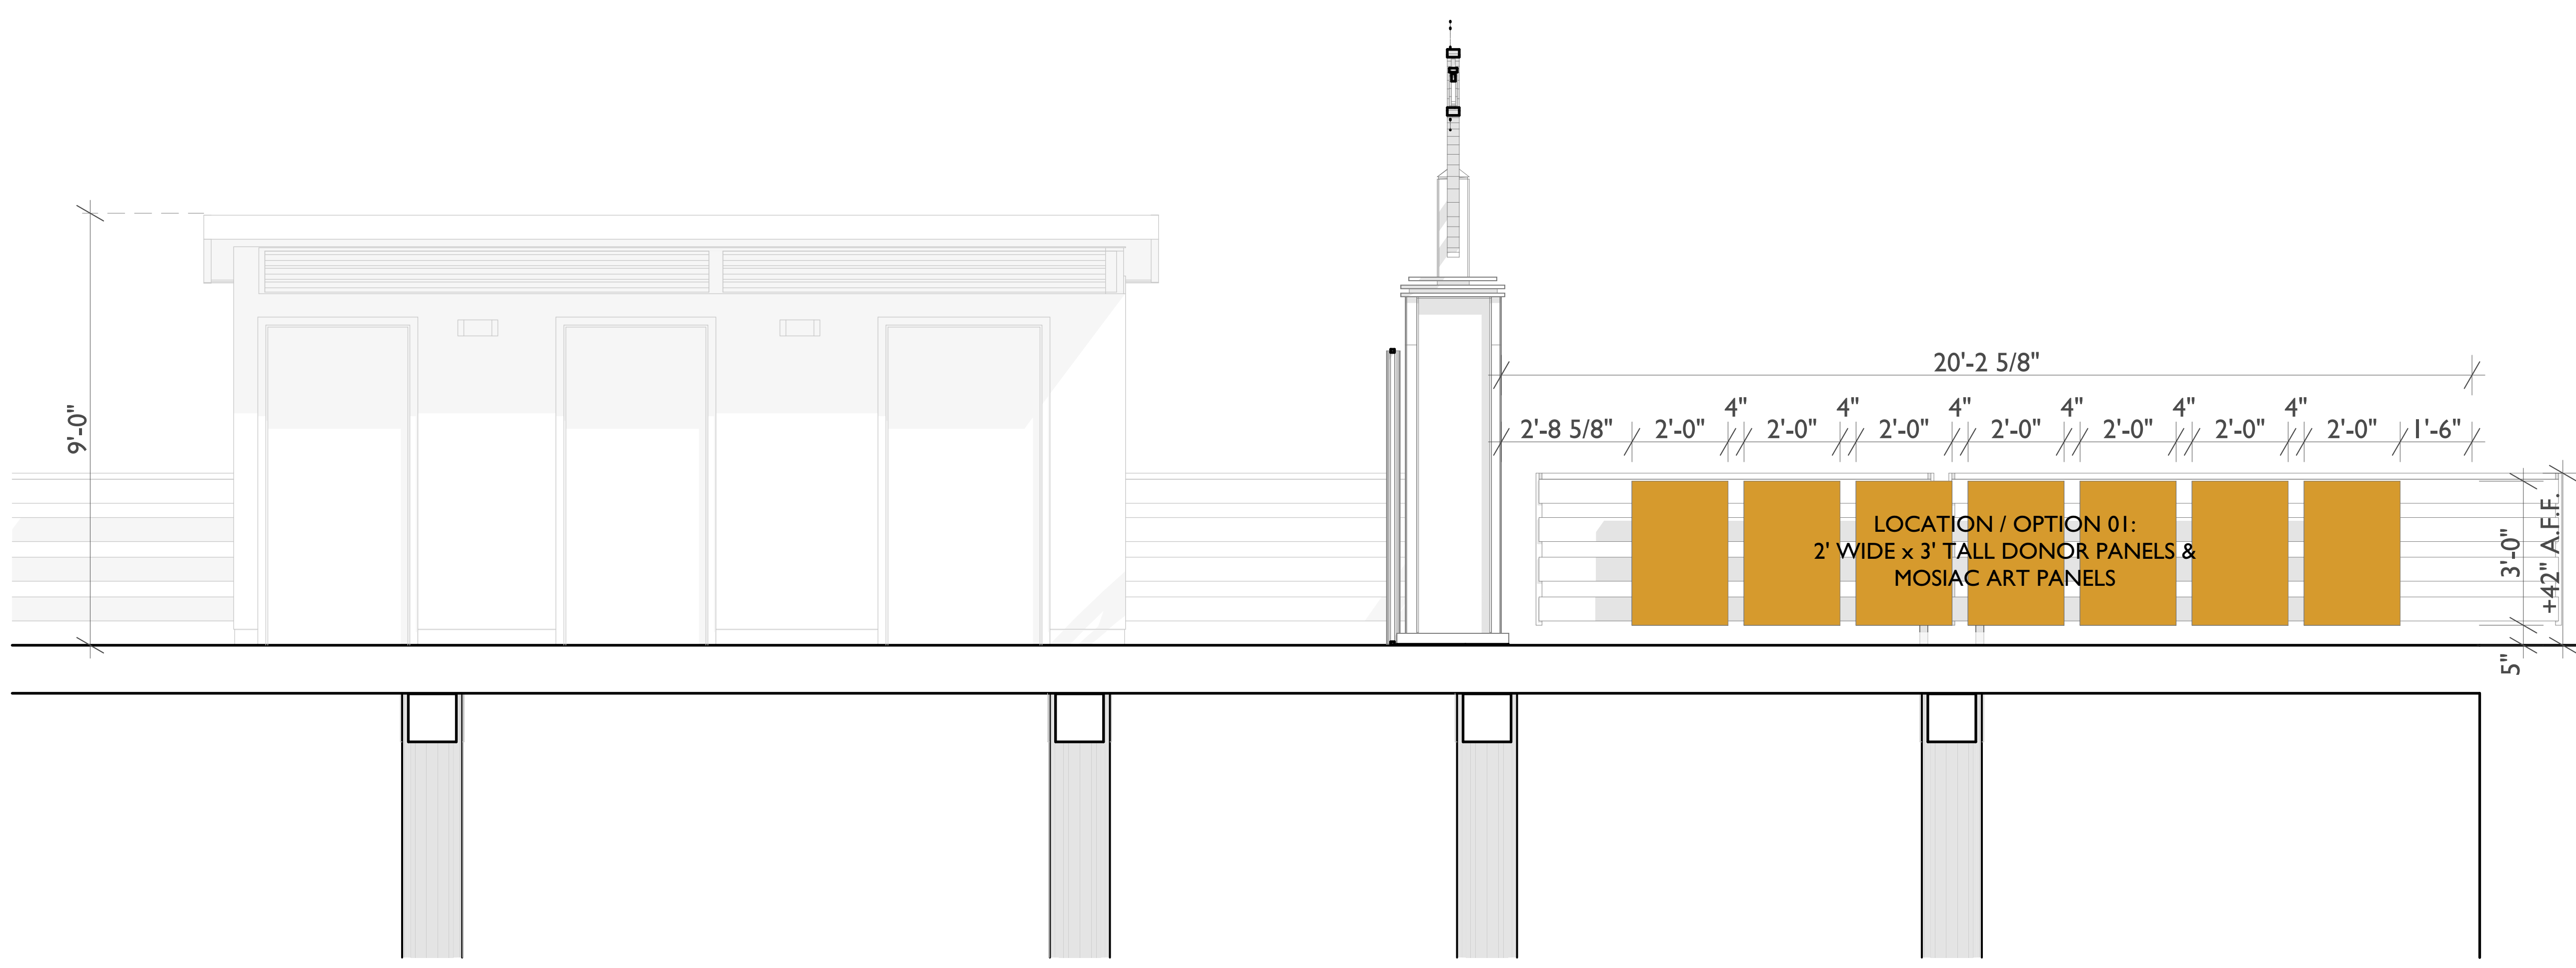 9'-0"
20'-2 5/8"
4" 4" 4" 4" 4" 4"
2'-8 5/8" 2'-0" 2'-0" 2'-0" 2'-0" 2'-0" 2'-0" 2'-0" 1'-6"
LOCATION / OPTION 01:
2' WIDE x 3' TALL DONOR PANELS &
MOSIAC ART PANELS
3'-0"
+42" A.F.F.
5"